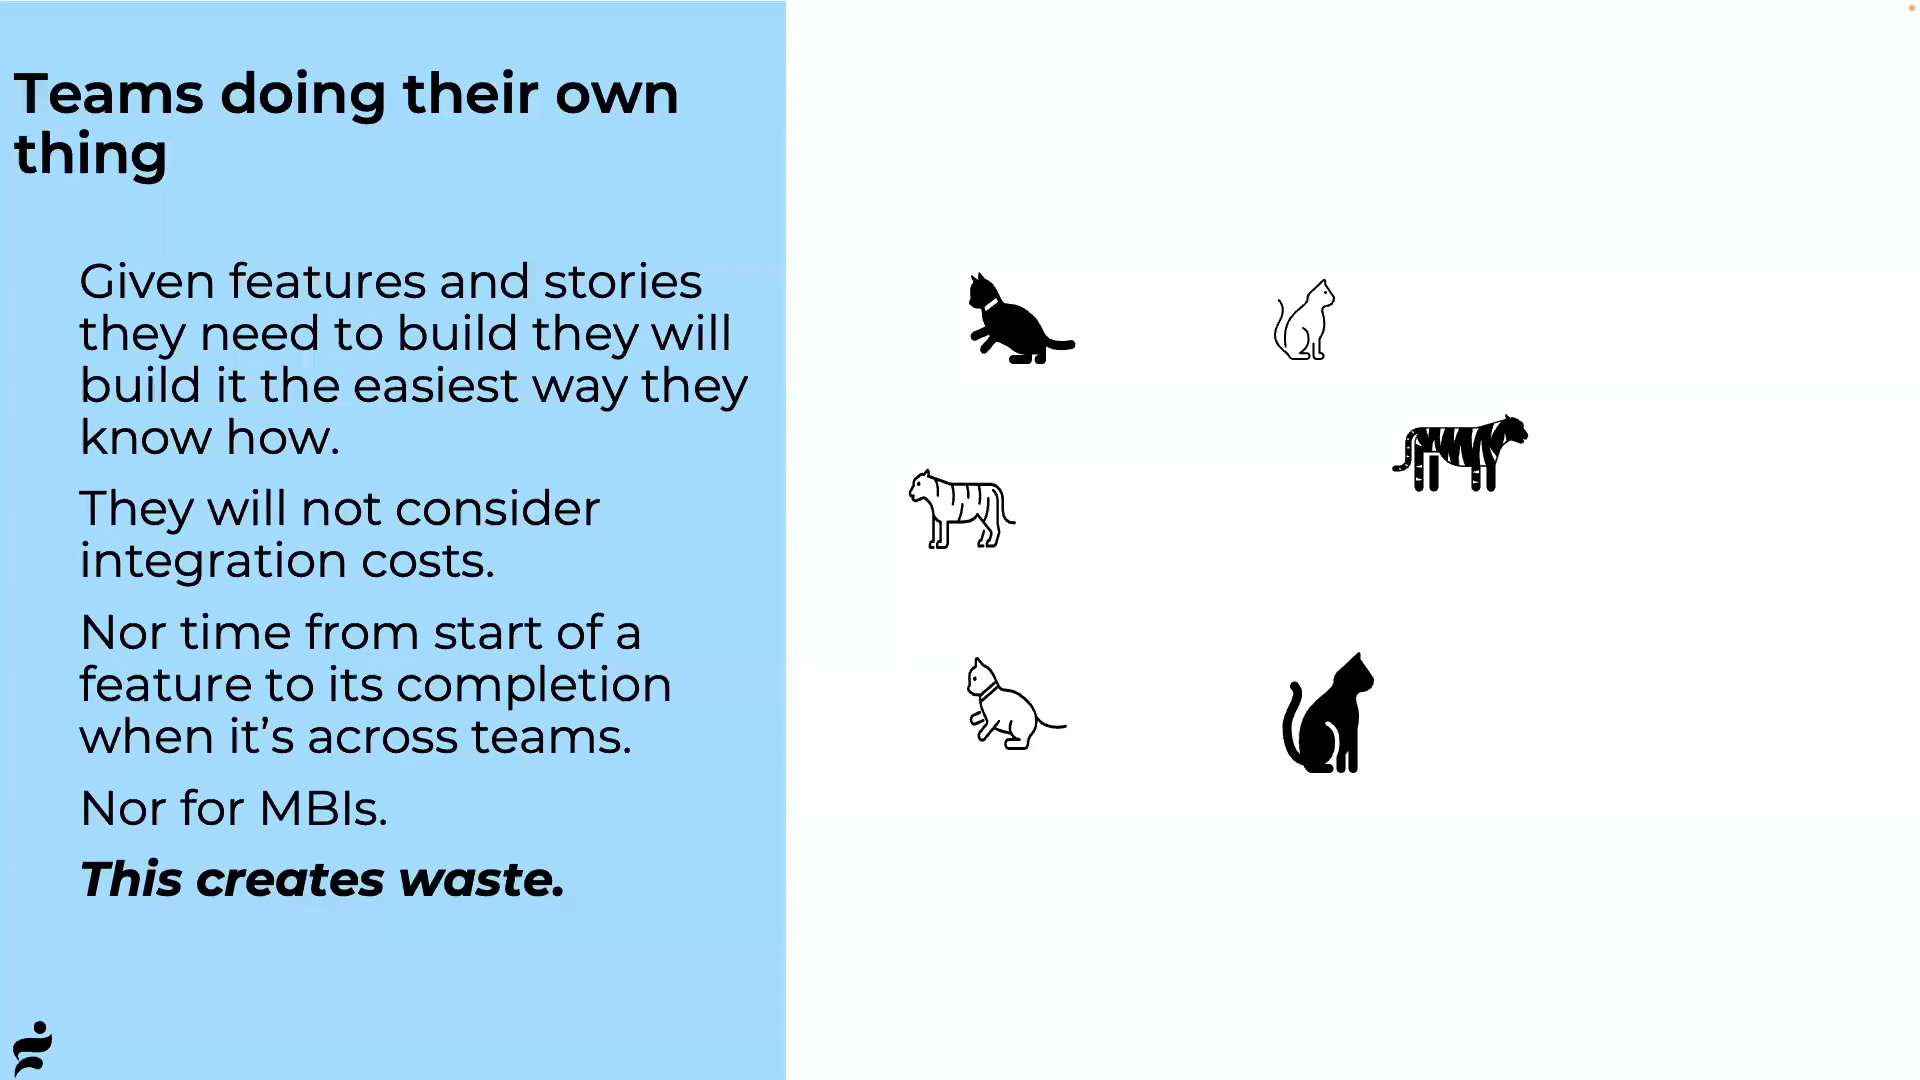 Teams doing their own
thing
Given features and stories
they need to build they will
build it the easiest way they
know how.
They will not consider
integration costs.
Nor time from start of a
feature to its completion
when it’s across teams.
Nor for MBIs.
This creates waste.